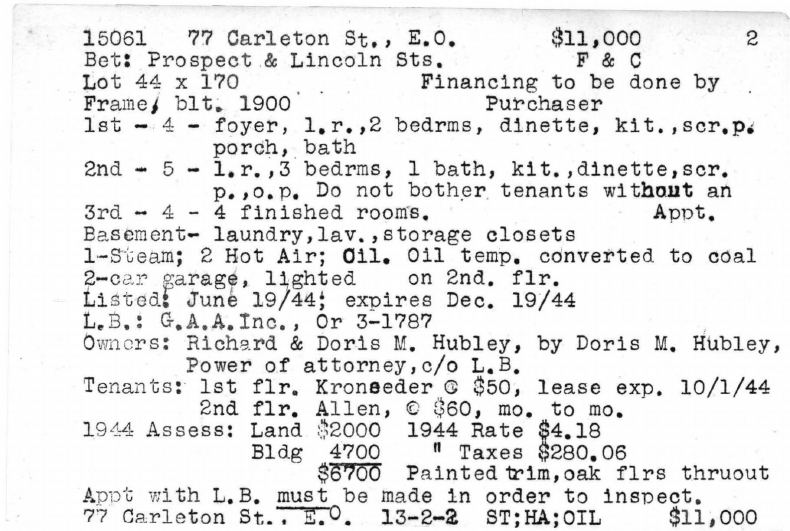 15061 77 Carleton St., E.O. $11,000 2
Bet: Prospect & Lincoln Sts. F & C
Lot 44 x 170 Financing to be done by
Frame, blt. 1900 Purchaser
1st - 4 - foyer, l.r.,2 bedrms, dinette, kit.,scr.p.
porch, bath
2nd - 5 - l.r.,3 bedrms, 1 bath, kit.,dinette,scr.
p.,o.p. Do not bother tenants without an
3rd - 4 - 4 finished rooms. Appt.
Basement- laundry,lav.,storage closets
1-Steam; 2 Hot Air; Oil. Oil temp. converted to coal
2-car garage, lighted on 2nd. flr.
Listed: June 19/44; expires Dec. 19/44
L.B.: G.A.A.Inc., Or 3-1787
Owners: Richard & Doris M. Hubley, by Doris M. Hubley,
Power of attorney,c/o L.B.
Tenants: 1st flr. Kroneeder @ $50, lease exp. 10/1/44
2nd flr. Allen, @ $60, mo. to mo.
1944 Assess: Land $2000 1944 Rate $4.18
Bldg 4700 " Taxes $280.06
$6700 Painted trim,oak flrs thruout
Appt with L.B. must be made in order to inspect.
77 Carleton St., E.O. 13-2-2 ST;HA;OIL $11,000